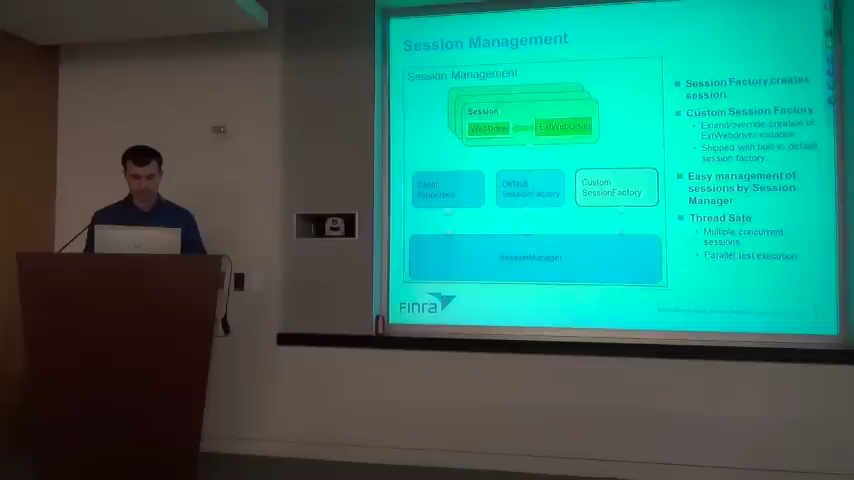 Session Management
Session Management
Session
WebDriver
ExtWebDriver
Client
Properties
Default
SessionFactory
Custom
SessionFactory
SessionManager
Session Factory creates
session
Custom Session Factory
Extend/override creation of
ExtWebdriver instance
Shipped with built-in default
session factory
Easy management of
sessions by Session
Manager
Thread Safe
Multiple concurrent
sessions
Parallel test execution
Finra